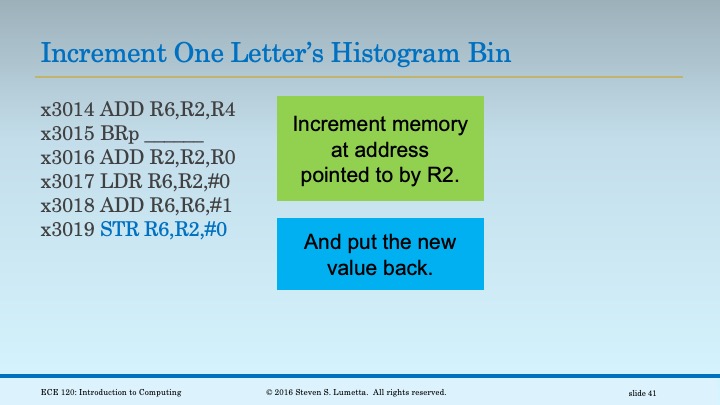 Increment One Letter’s Histogram Bin
x3014 ADD R6,R2,R4
x3015 BRp ______
x3016 ADD R2,R2,R0
x3017 LDR R6,R2,#0
x3018 ADD R6,R6,#1
x3019 STR R6,R2,#0
Increment memory
at address
pointed to by R2.
And put the new
value back.
ECE 120: Introduction to Computing
© 2016 Steven S. Lumetta. All rights reserved.
slide 41